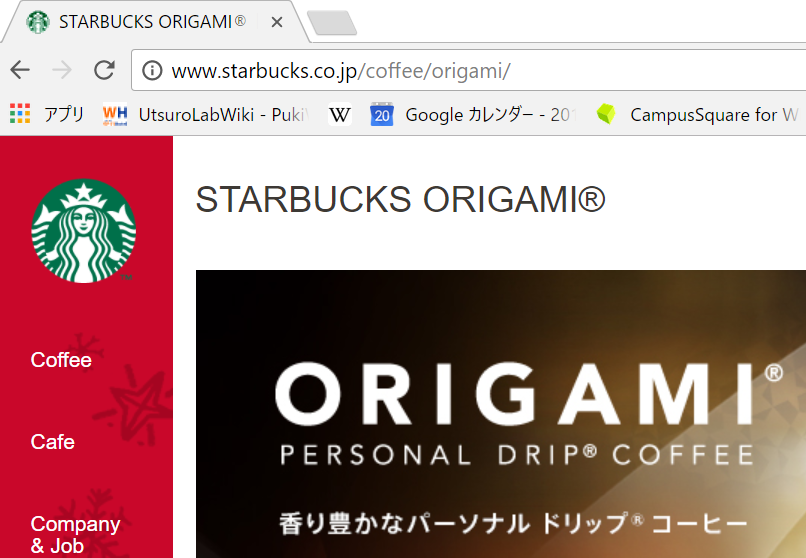 STARBUCKS ORIGAMI®
www.starbucks.co.jp/coffee/origami/
アプリ UtsuroLabWiki - Puki Google カレンダー - 20 CampusSquare for W
STARBUCKS ORIGAMI®
Coffee
Cafe
Company
& Job
ORIGAMI®
PERSONAL DRIP® COFFEE
香り豊かなパーソナル ドリップ® コーヒー